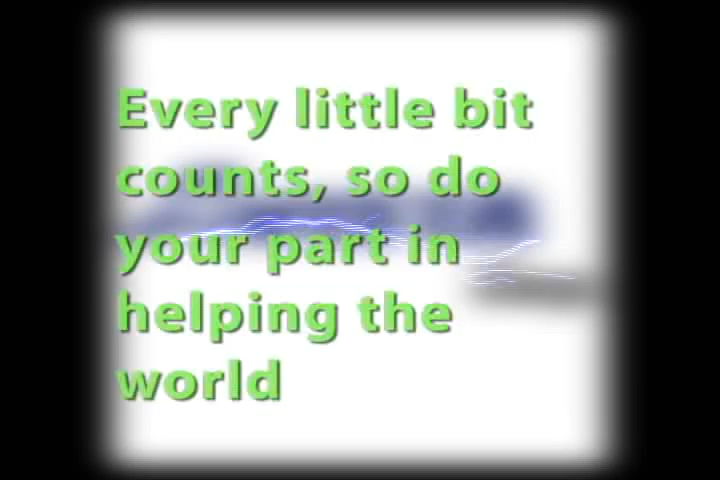 Every little bit
counts, so do
your part in
helping the
world